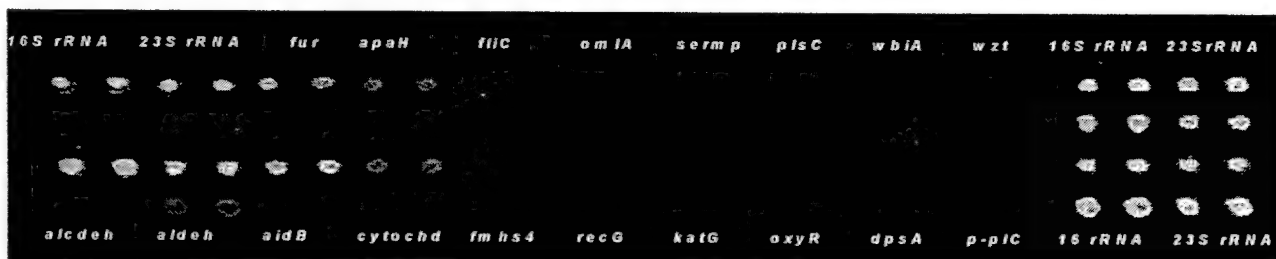 16S rRNA 23S rRNA fur apaH fliC omlA sermp plsC wbiA wzt 16S rRNA 23SrRNA
alcdeh aldeh aidB cytochd fmhs4 recG katG oxyR dpsA p-plC 16 rRNA 23S rRNA